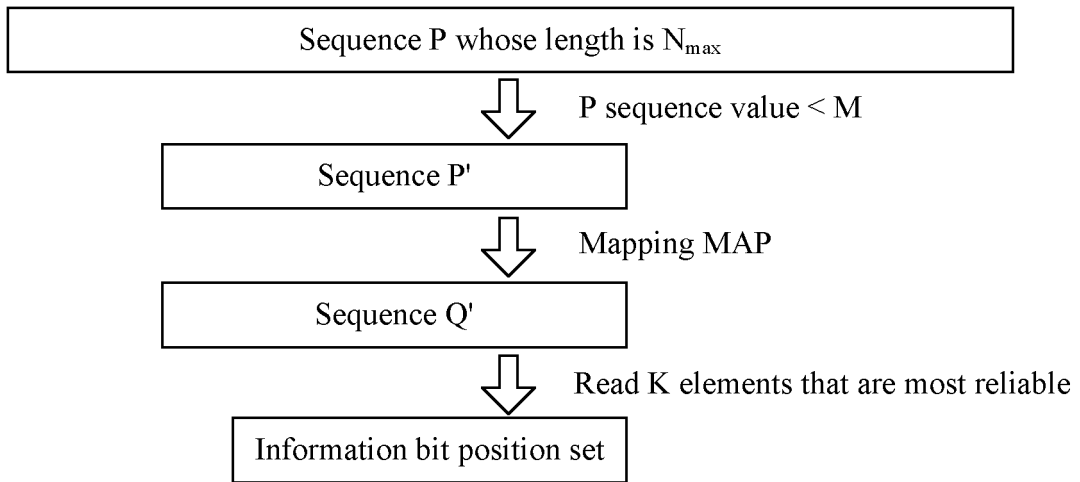 Sequence P whose length is Nmax
P sequence value < M
Sequence P'
Mapping MAP
Sequence Q'
Read K elements that are most reliable
Information bit position set